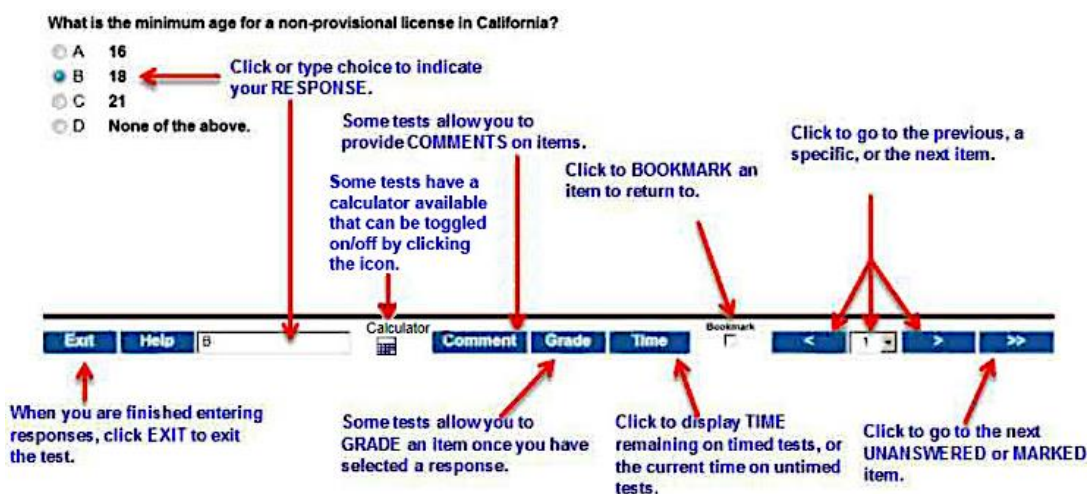 What is the minimum age for a non-provisional license in California?
A 16
B 18
C 21
D None of the above.
Click or type choice to indicate
your RESPONSE.
Some tests allow you to
provide COMMENTS on items.
Some tests have a
calculator available
that can be toggled
on/off by clicking
the icon.
Click to BOOKMARK an
item to return to.
Click to go to the previous, a
specific, or the next item.
Exit Help B Calculator Comment Grade Time Bookmark < 1 > >>
When you are finished entering
responses, click EXIT to exit
the test.
Some tests allow you to
GRADE an item once you have
selected a response.
Click to display TIME
remaining on timed tests, or
the current time on untimed
tests.
Click to go to the next
UNANSWERED or MARKED
item.